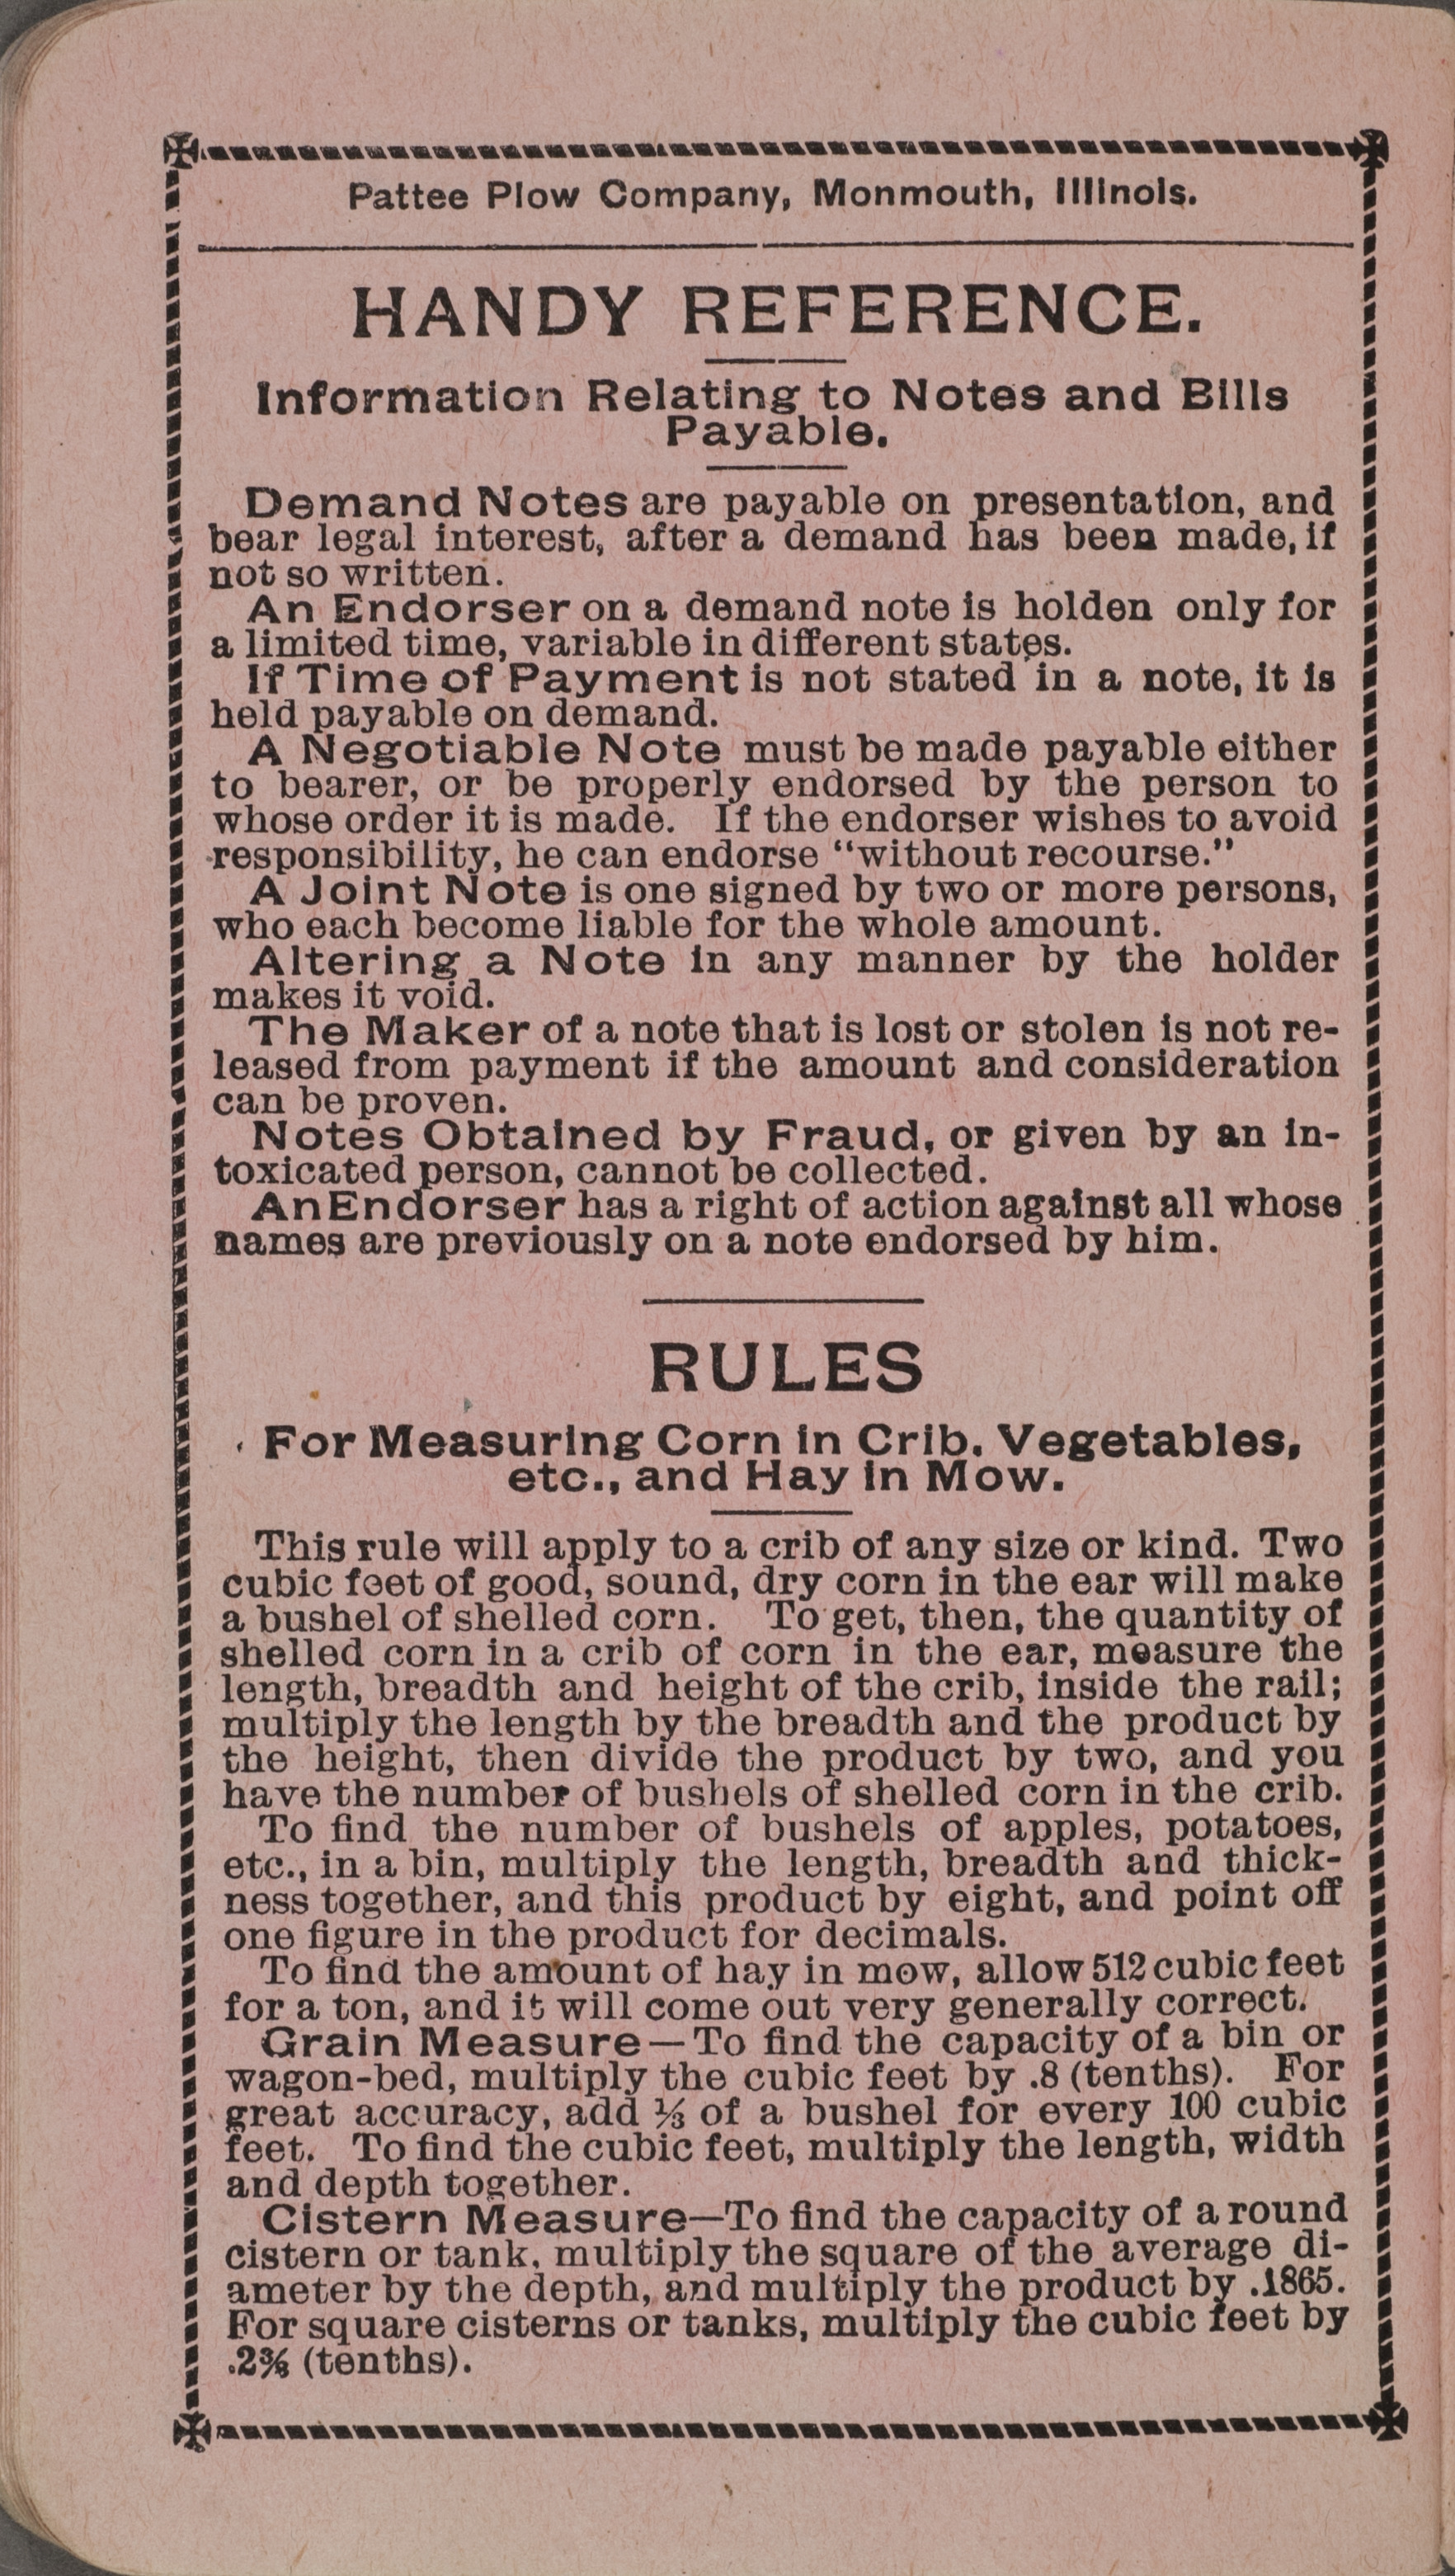 Pattee Plow Company, Monmouth, Illinois.
HANDY REFERENCE.
Information Relating to Notes and Bills
Payable.
Demand Notes are payable on presentation, and
bear legal interest, after a demand has been made, if
not so written.
An Endorser on a demand note is holden only for
a limited time, variable in different states.
If Time of Payment is not stated in a note, it is
held payable on demand.
A Negotiable Note must be made payable either
to bearer, or be properly endorsed by the person to
whose order it is made. If the endorser wishes to avoid
responsibility, he can endorse “without recourse.”
A Joint Note is one signed by two or more persons,
who each become liable for the whole amount.
Altering a Note in any manner by the holder
makes it void.
The Maker of a note that is lost or stolen is not re-
leased from payment if the amount and consideration
can be proven.
Notes Obtained by Fraud, or given by an in-
toxicated person, cannot be collected.
An Endorser has a right of action against all whose
names are previously on a note endorsed by him.
RULES
For Measuring Corn in Crib. Vegetables,
etc., and Hay in Mow.
This rule will apply to a crib of any size or kind. Two
cubic feet of good, sound, dry corn in the ear will make
a bushel of shelled corn. To get, then, the quantity of
shelled corn in a crib of corn in the ear, measure the
length, breadth and height of the crib, inside the rail;
multiply the length by the breadth and the product by
the height, then divide the product by two, and you
have the number of bushels of shelled corn in the crib.
To find the number of bushels of apples, potatoes,
etc., in a bin, multiply the length, breadth and thick-
ness together, and this product by eight, and point off
one figure in the product for decimals.
To find the amount of hay in mow, allow 512 cubic feet
for a ton, and it will come out very generally correct.
Grain Measure—To find the capacity of a bin or
wagon-bed, multiply the cubic feet by .8 (tenths). For
great accuracy, add ⅓ of a bushel for every 100 cubic
feet. To find the cubic feet, multiply the length, width
and depth together.
Cistern Measure—To find the capacity of a round
cistern or tank, multiply the square of the average di-
ameter by the depth, and multiply the product by .1865.
For square cisterns or tanks, multiply the cubic feet by
(tenths).